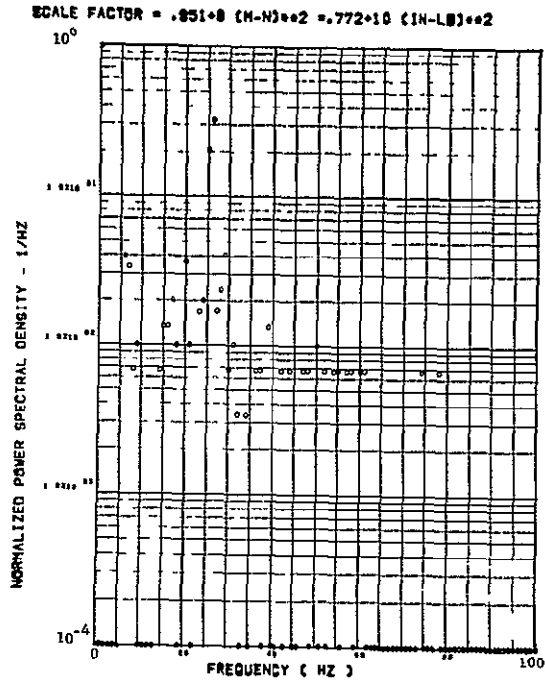 SCALE FACTOR = .851+8 (M-N)**2 =.772+10 (IN-LB)**2
10⁰
NORMALIZED POWER SPECTRAL DENSITY - 1/HZ
10⁻⁴
0
100
FREQUENCY ( HZ )